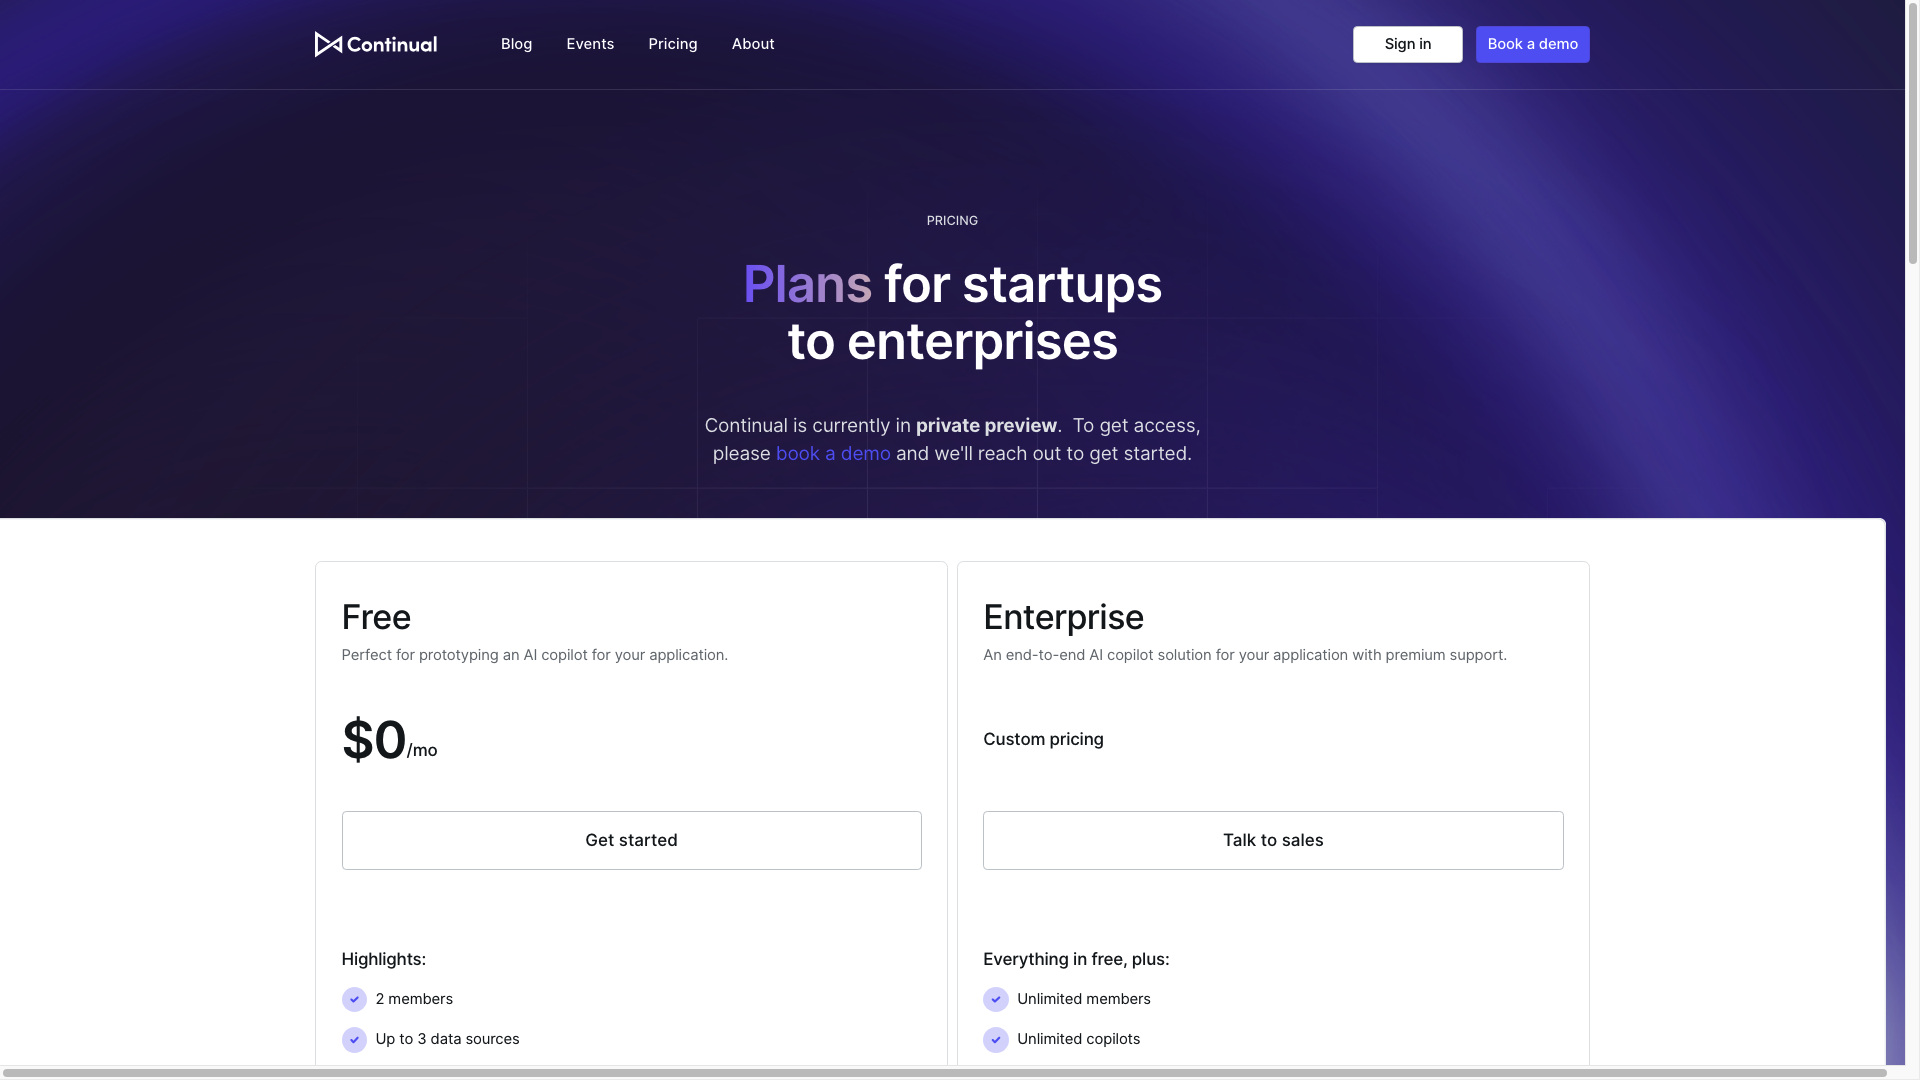 Continual
Blog
Events
Pricing
About
Sign in
Book a demo
PRICING
Plans for startups
to enterprises
Continual is currently in private preview.  To get access,
please book a demo and we'll reach out to get started.
Free
Perfect for prototyping an AI copilot for your application.
$0/mo
Get started
Highlights:
2 members
Up to 3 data sources
Enterprise
An end-to-end AI copilot solution for your application with premium support.
Custom pricing
Talk to sales
Everything in free, plus:
Unlimited members
Unlimited copilots